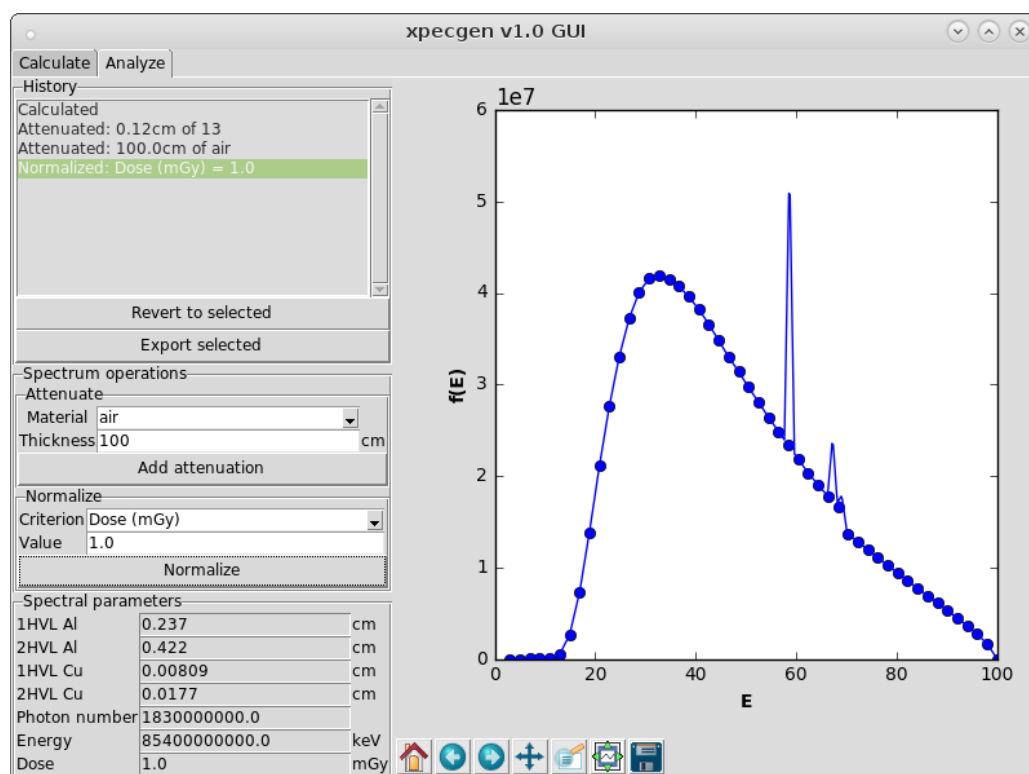 xpecgen v1.0 GUI
Calculate Analyze
History
Calculated
Attenuated: 0.12cm of 13
Attenuated: 100.0cm of air
Normalized: Dose (mGy) = 1.0
Revert to selected
Export selected
Spectrum operations
Attenuate
Material air
Thickness 100 cm
Add attenuation
Normalize
Criterion Dose (mGy)
Value 1.0
Normalize
Spectral parameters
1HVL Al 0.237 cm
2HVL Al 0.422 cm
1HVL Cu 0.00809 cm
2HVL Cu 0.0177 cm
Photon number 1830000000.0
Energy 85400000000.0 keV
Dose 1.0 mGy
1e7
6
5
4
3
2
1
0
f(E)
0 20 40 60 80 100
E